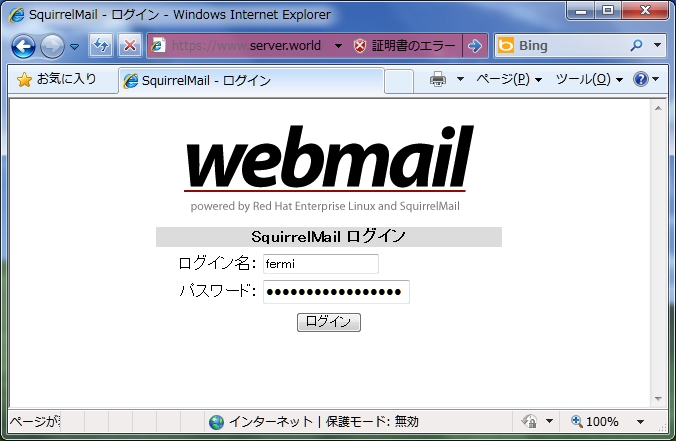 SquirrelMail - ログイン - Windows Internet Explorer
https://www.server.world 証明書のエラー Bing
お気に入り SquirrelMail - ログイン ページ(P) ツール(O)
webmail
powered by Red Hat Enterprise Linux and SquirrelMail
SquirrelMail ログイン
ログイン名: fermi
パスワード: •••••••••••••••••
ログイン
ページが インターネット | 保護モード: 無効 100%